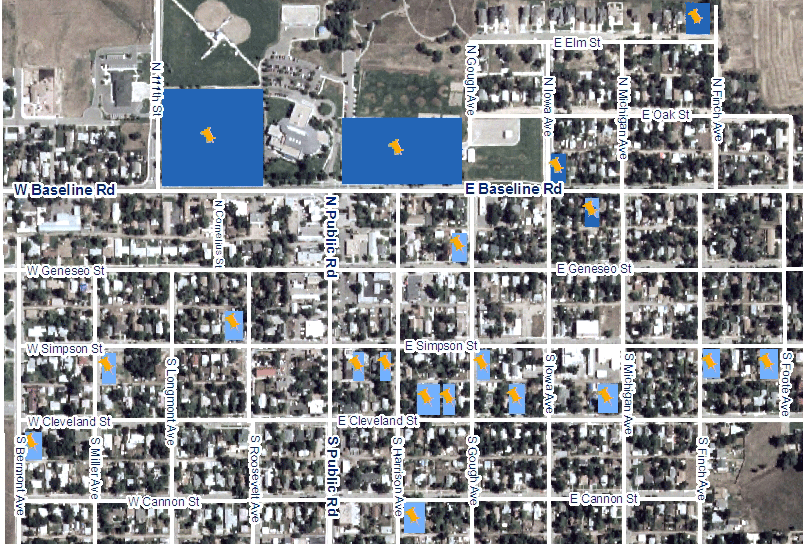 E Elm St
N 111th St
N Gough Ave
N Iowa Ave
N Michigan Ave
N Finch Ave
E Oak St
W Baseline Rd
E Baseline Rd
N Cornelius St
N Public Rd
W Geneseo St
E Geneseo St
W Simpson St
E Simpson St
S Longmont Ave
S Iowa Ave
S Michigan Ave
S Foote Ave
W Cleveland St
E Cleveland St
S Bermont Ave
S Miller Ave
S Roosevelt Ave
S Public Rd
S Harrison Ave
S Gough Ave
S Finch Ave
W Cannon St
E Cannon St